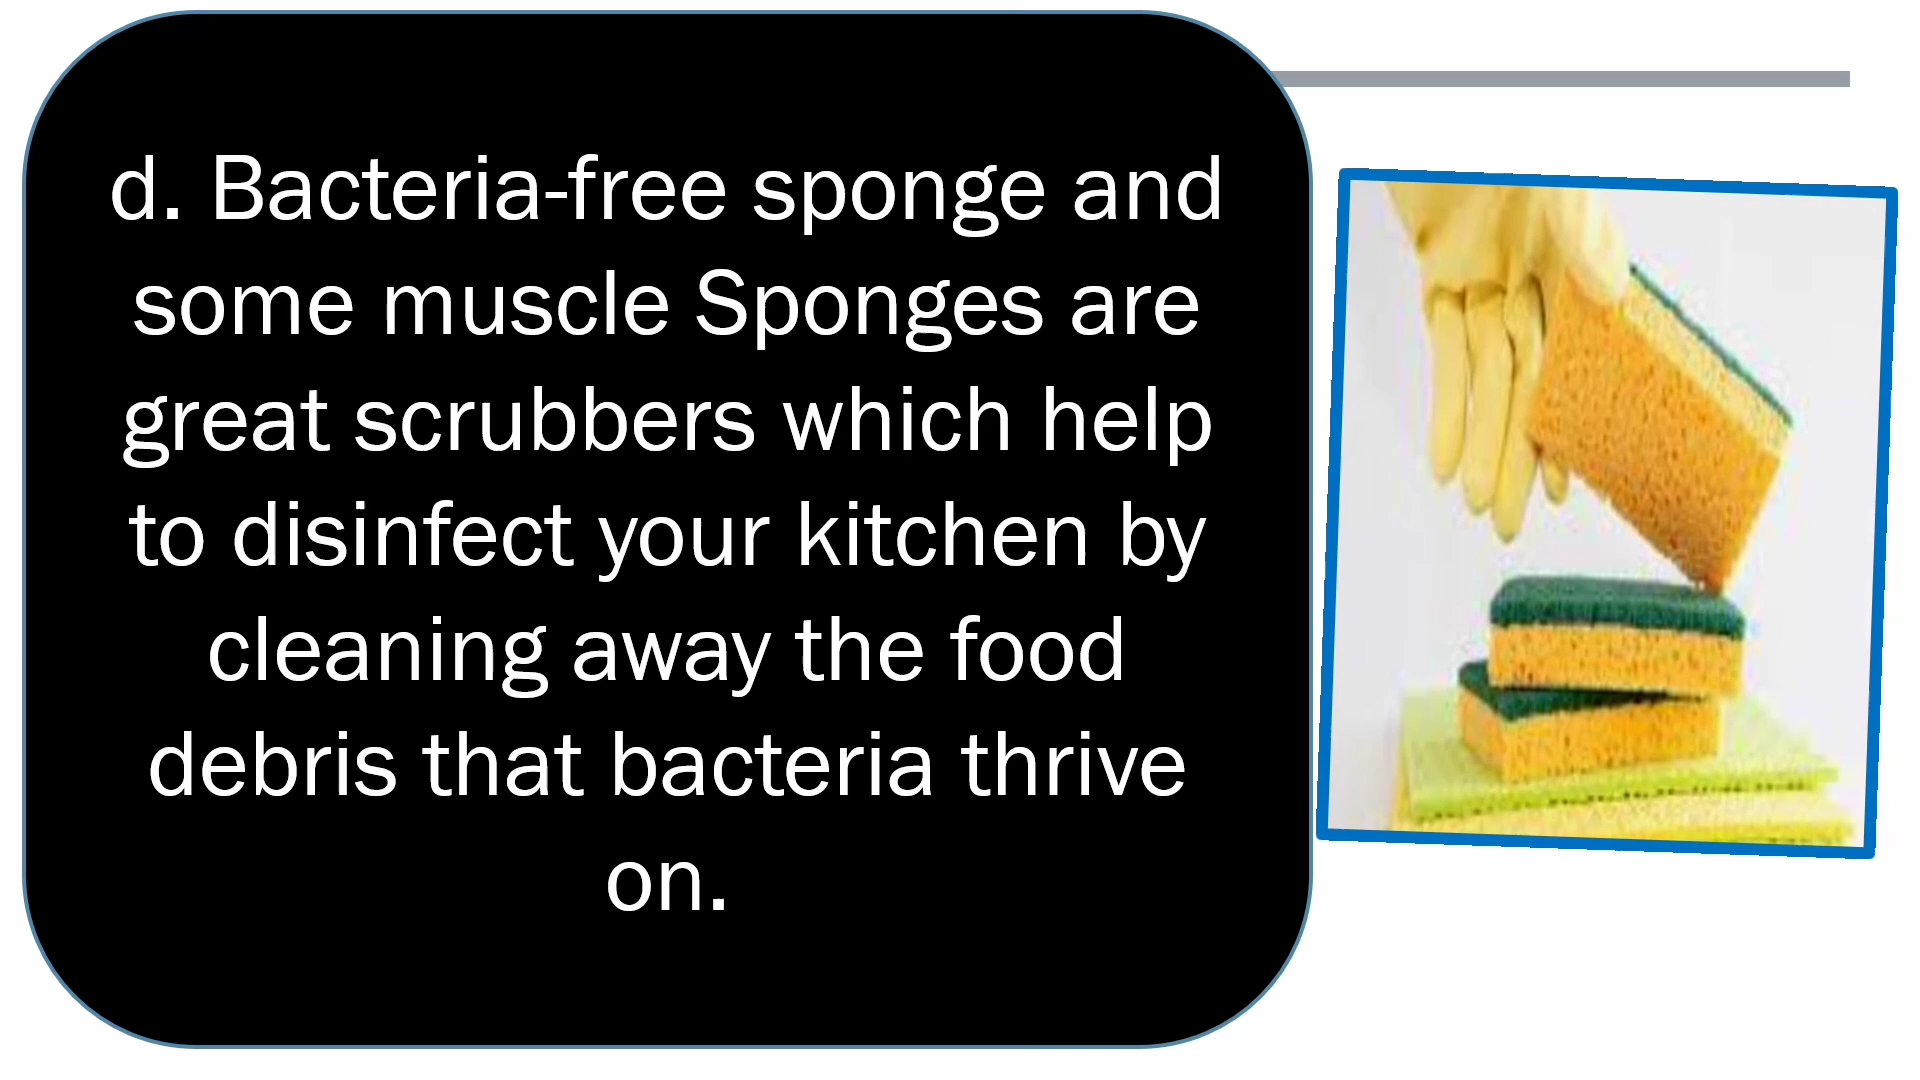 d. Bacteria-free sponge and
some muscle Sponges are
great scrubbers which help
to disinfect your kitchen by
cleaning away the food
debris that bacteria thrive
on.